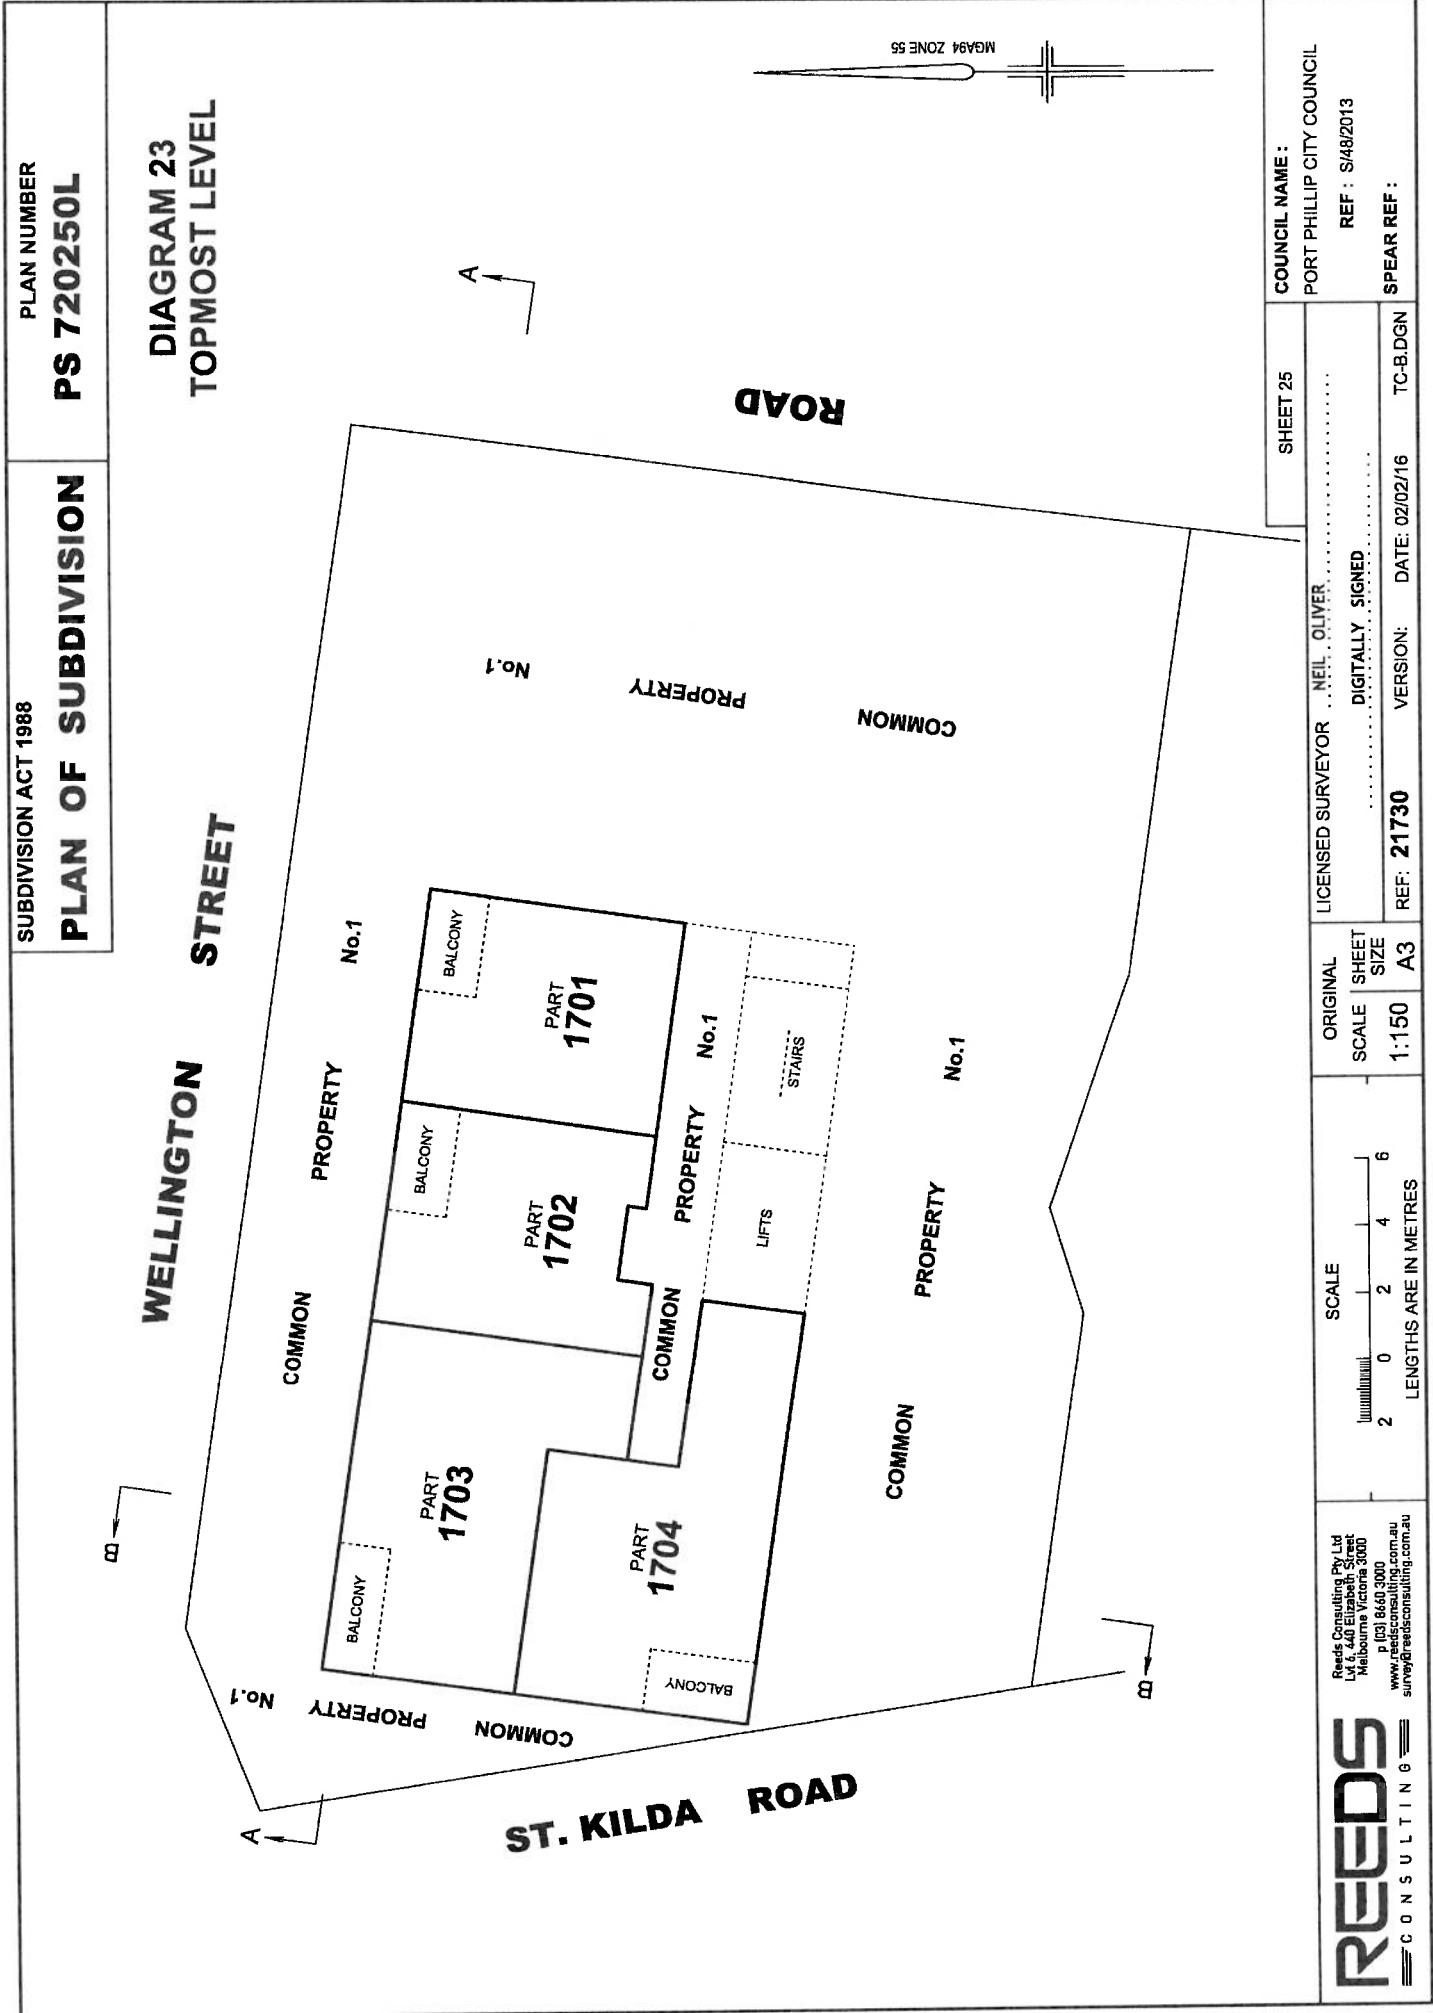 SUBDIVISION ACT 1988
PLAN OF SUBDIVISION
PLAN NUMBER
PS 720250L
DIAGRAM 23
TOPMOST LEVEL
WELLINGTON STREET
ROAD
ST. KILDA ROAD
MGA94 ZONE 55
A
A
B
B
COMMON PROPERTY No.1
COMMON PROPERTY No.1
COMMON PROPERTY No.1
COMMON PROPERTY No.1
COMMON PROPERTY No.1
BALCONY
PART
1703
BALCONY
PART
1702
BALCONY
PART
1701
PART
1704
BALCONY
LIFTS
STAIRS
REEDS
CONSULTING
Reeds Consulting Pty Ltd
Lvl 6, 440 Elizabeth Street
Melbourne Victoria 3000
p (03) 8660 3000
www.reedsconsulting.com.au
survey@reedsconsulting.com.au
SCALE
2 0 2 4 6
LENGTHS ARE IN METRES
ORIGINAL
SCALE
1:150
SHEET
SIZE
A3
LICENSED SURVEYOR NEIL OLIVER
DIGITALLY SIGNED
REF: 21730
VERSION:
DATE: 02/02/16
TC-B.DGN
SHEET 25
COUNCIL NAME :
PORT PHILLIP CITY COUNCIL
REF : S/48/2013
SPEAR REF :